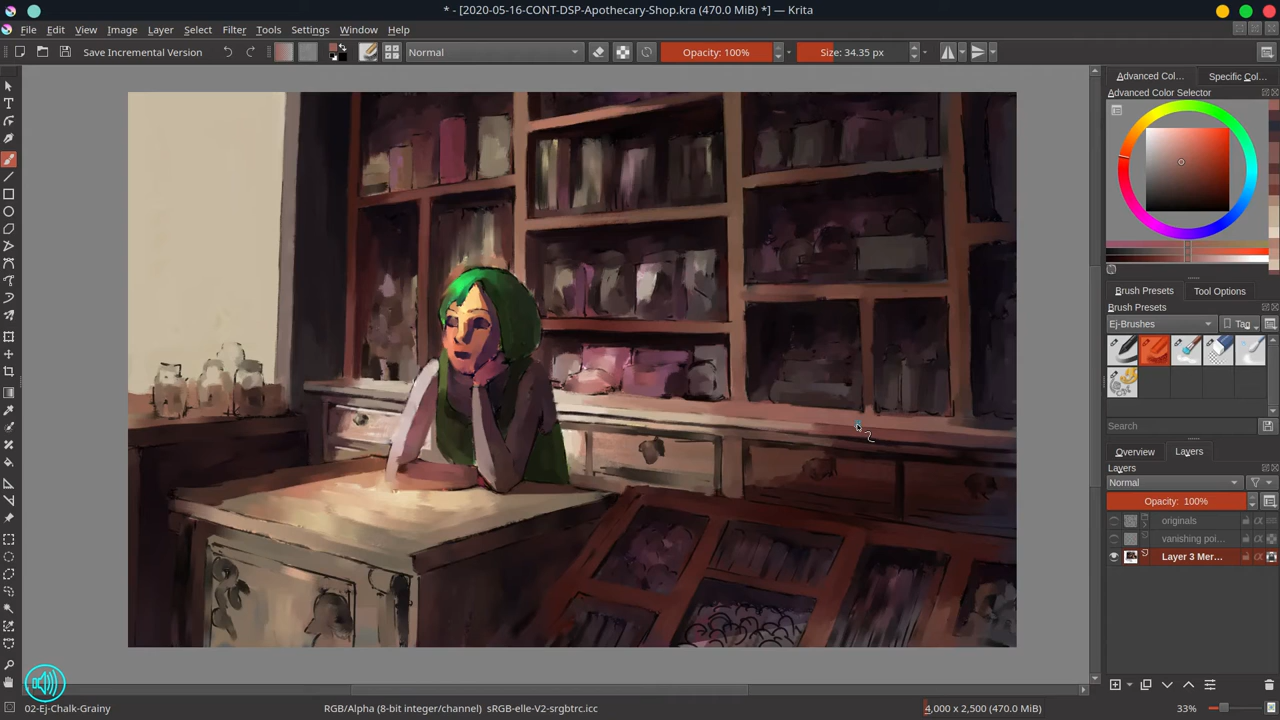 * - [2020-05-16-CONT-DSP-Apothecary-Shop.kra (470.0 MiB) *] — Krita
File Edit View Image Layer Select Filter Tools Settings Window Help
Save Incremental Version Normal Opacity: 100% Size: 34.35 px
Advanced Col... Specific Col...
Advanced Color Selector
Brush Presets Tool Options
Brush Presets
Ej-Brushes Tag
Search
Overview Layers
Layers
Normal
Opacity: 100%
originals
vanishing poi...
Layer 3 Mer...
02-Ej-Chalk-Grainy RGB/Alpha (8-bit integer/channel) sRGB-elle-V2-srgbtrc.icc 4,000 x 2,500 (470.0 MiB) 33%